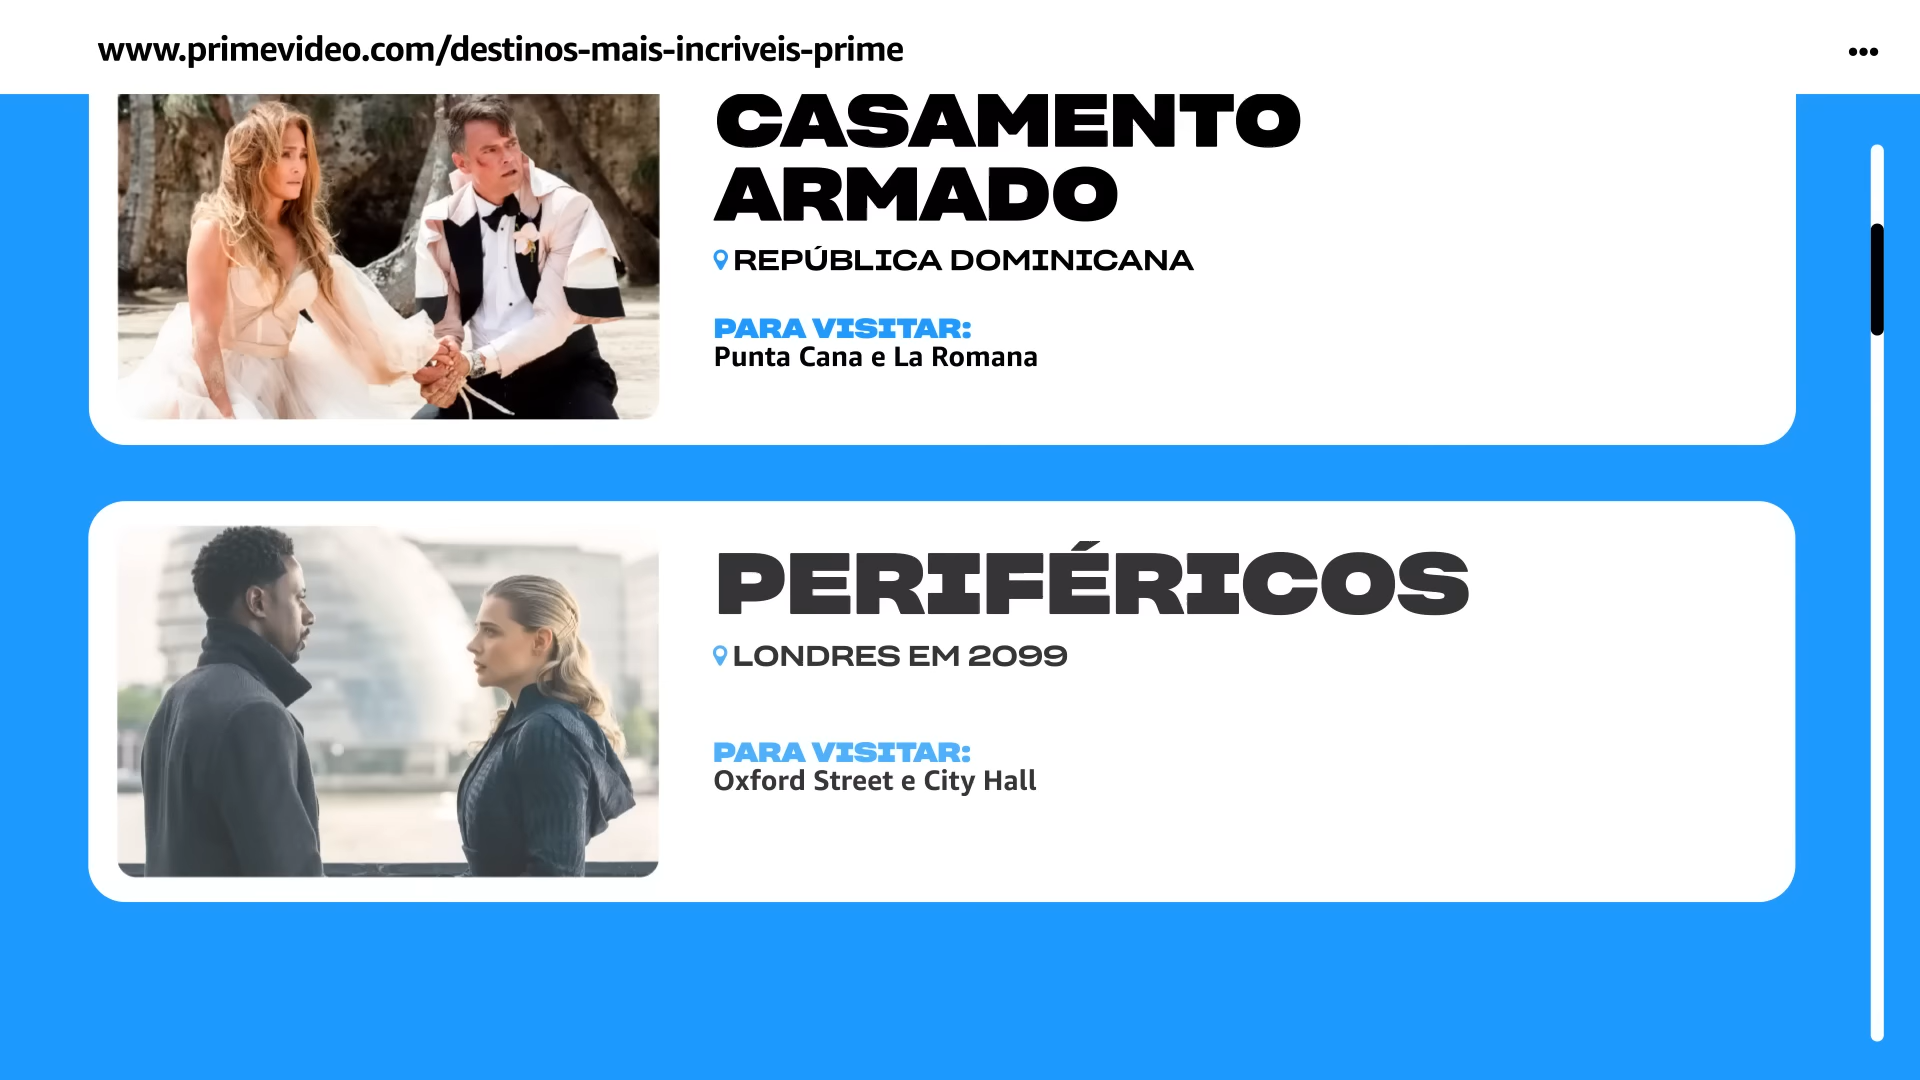 www.primevideo.com/destinos-mais-incriveis-prime
CASAMENTO
ARMADO
REPÚBLICA DOMINICANA
PARA VISITAR:
Punta Cana e La Romana
PERIFÉRICOS
LONDRES EM 2099
PARA VISITAR:
Oxford Street e City Hall